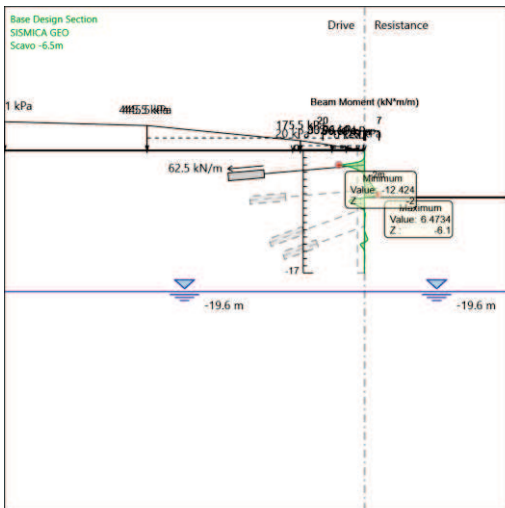 Base Design Section
SISMICA GEO
Scavo -6.5m
Drive
Resistance
1 kPa
Beam Moment (kN*m/m)
20
7
175.5 kPa
62.5 kN/m
Minimum
Value: -12.424
Z : -2
Maximum
Value: 6.4734
Z : -6.1
-17
-19.6 m
-19.6 m